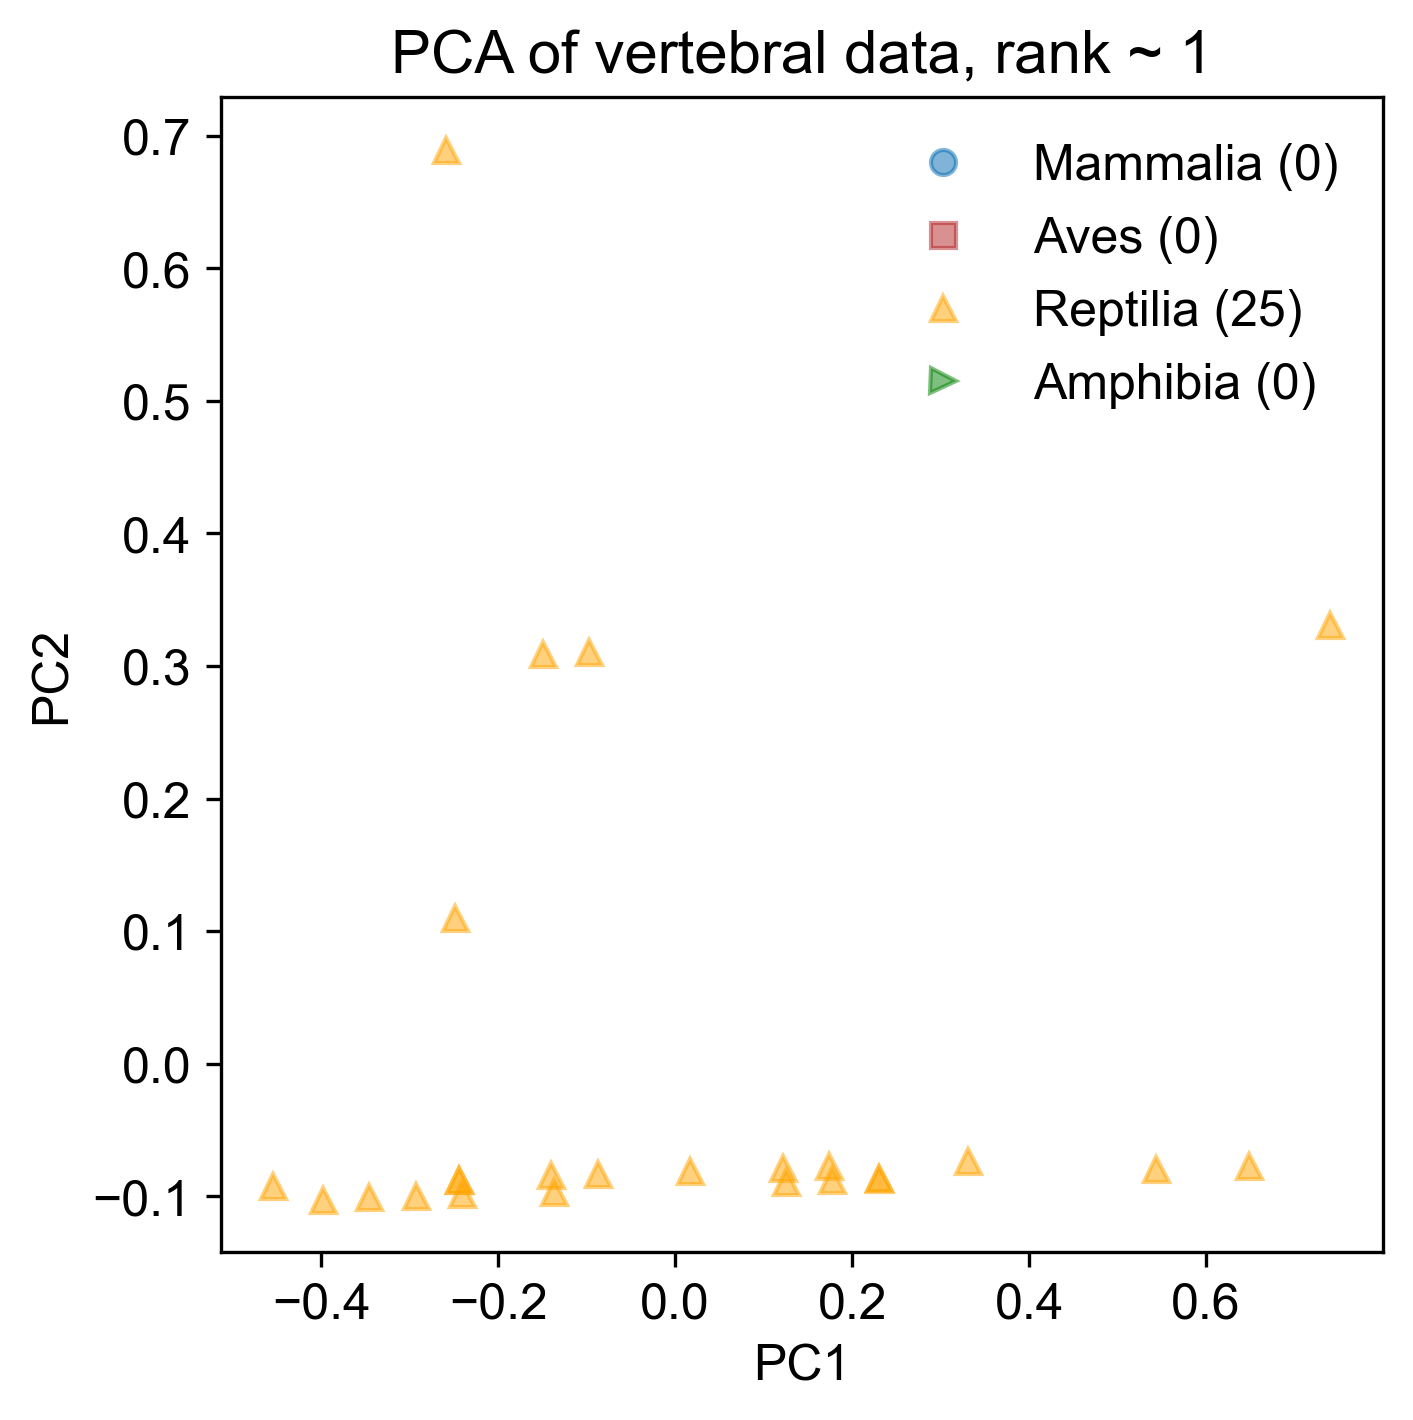 PCA of vertebral data, rank ~ 1
Mammalia (0)
Aves (0)
Reptilia (25)
Amphibia (0)
0.7
0.6
0.5
0.4
0.3
0.2
0.1
0.0
−0.1
PC2
−0.4 −0.2 0.0 0.2 0.4 0.6
PC1